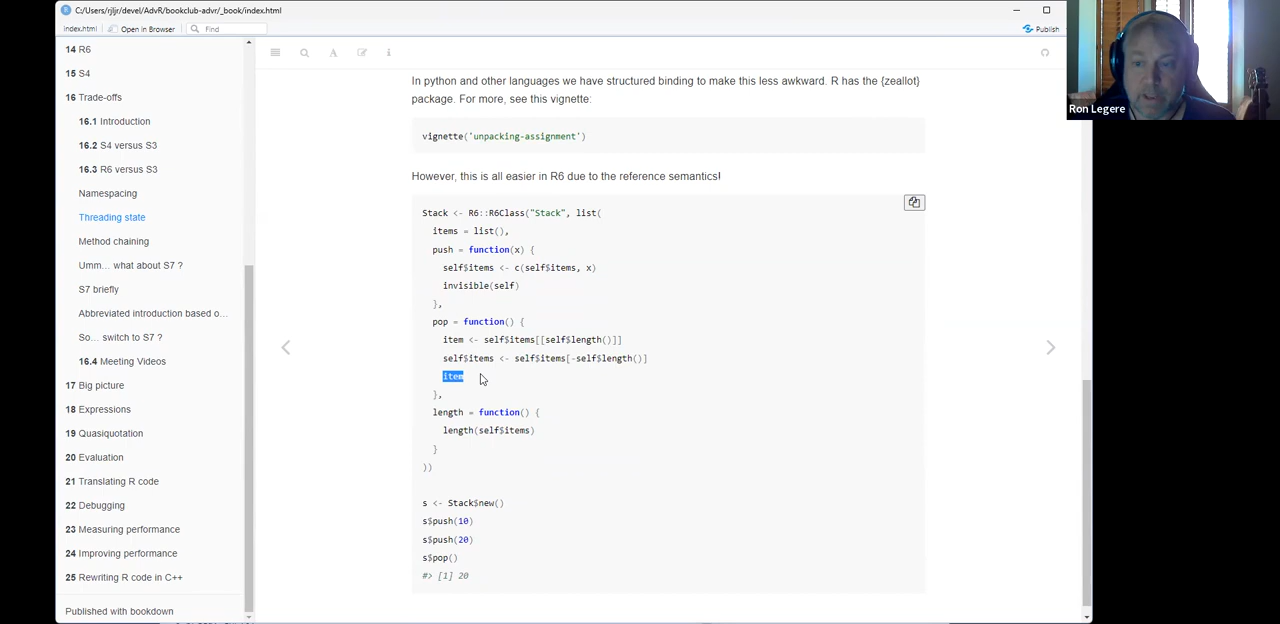 C:/Users/rjljr/devel/AdvR/bookclub-advr/_book/index.html
index.html
Open in Browser
Find
Publish
14 R6
15 S4
16 Trade-offs
16.1 Introduction
16.2 S4 versus S3
16.3 R6 versus S3
Namespacing
Threading state
Method chaining
Umm... what about S7 ?
S7 briefly
Abbreviated introduction based o...
So... switch to S7 ?
16.4 Meeting Videos
17 Big picture
18 Expressions
19 Quasiquotation
20 Evaluation
21 Translating R code
22 Debugging
23 Measuring performance
24 Improving performance
25 Rewriting R code in C++
Published with bookdown
In python and other languages we have structured binding to make this less awkward. R has the {zeallot}
package. For more, see this vignette:
vignette('unpacking-assignment')
However, this is all easier in R6 due to the reference semantics!
Stack <- R6::R6Class("Stack", list(
  items = list(),
  push = function(x) {
    self$items <- c(self$items, x)
    invisible(self)
  },
  pop = function() {
    item <- self$items[[self$length()]]
    self$items <- self$items[-self$length()]
    item
  },
  length = function() {
    length(self$items)
  }
))
s <- Stack$new()
s$push(10)
s$push(20)
s$pop()
#> [1] 20
Ron Legere